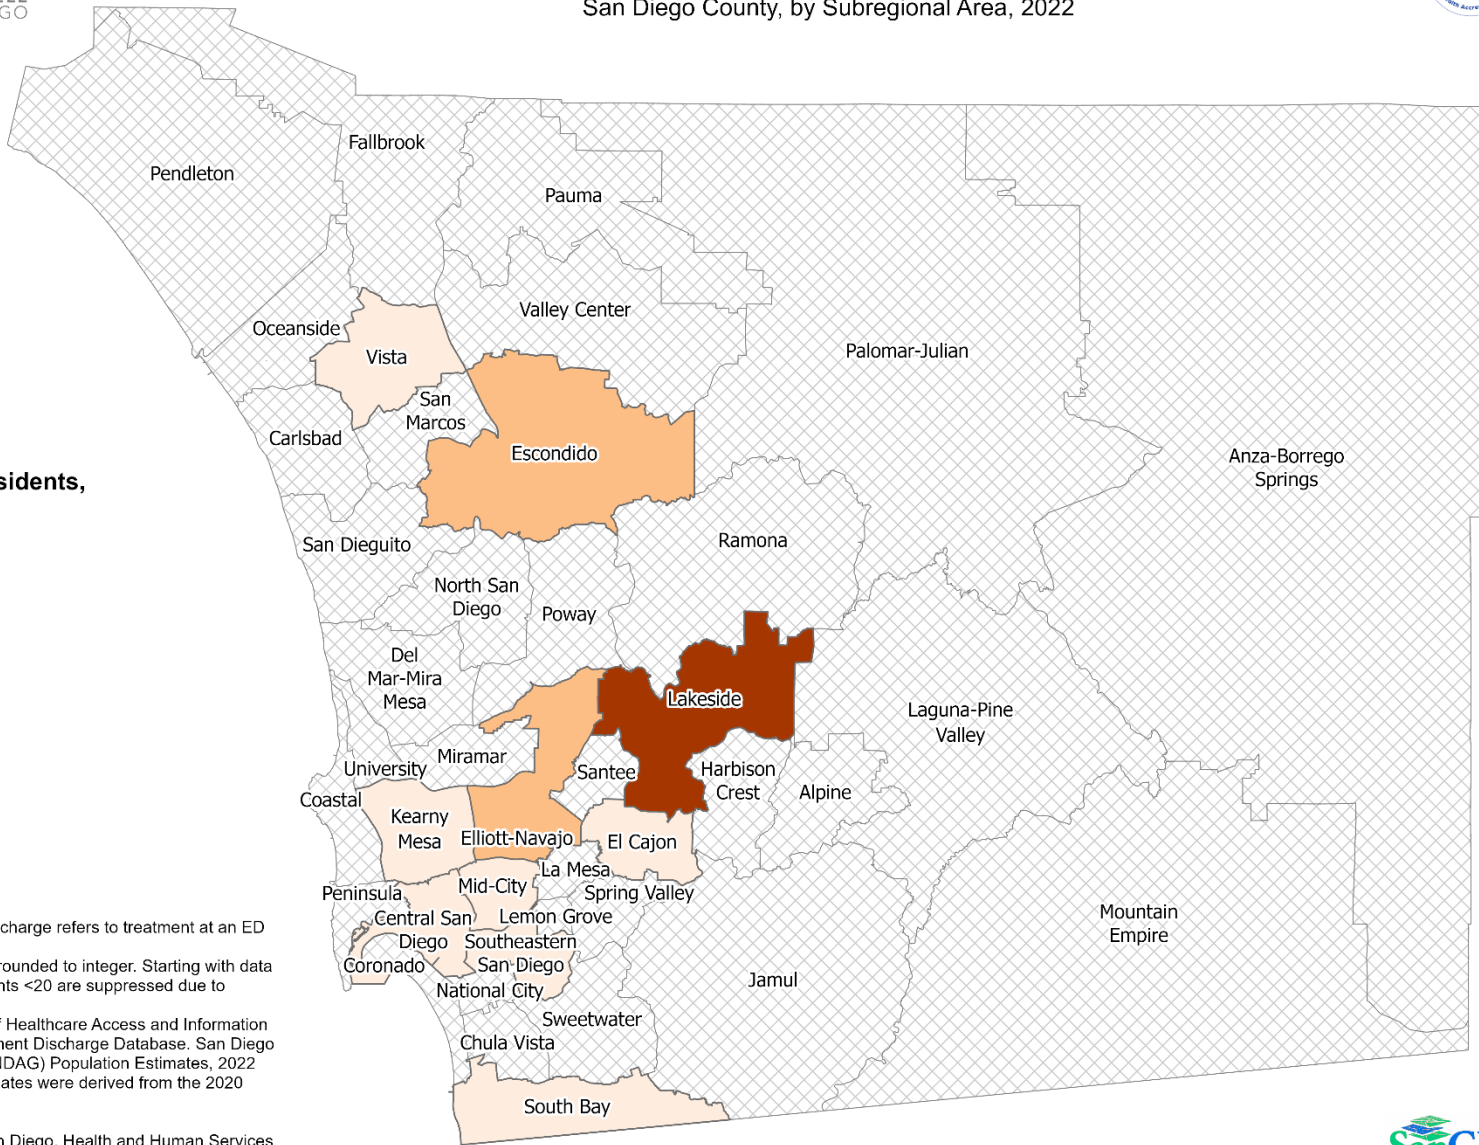 GO
San Diego County, by Subregional Area, 2022
Fallbrook
Pendleton
Pauma
Valley Center
Oceanside
Vista
Palomar-Julian
San
Marcos
Carlsbad
Escondido
Anza-Borrego
Springs
sidents,
San Dieguito
Ramona
North San
Diego
Poway
Del
Mar-Mira
Mesa
Lakeside
Laguna-Pine
Valley
Miramar
University
Santee
Harbison
Crest
Alpine
Coastal
Kearny
Mesa
Elliott-Navajo
El Cajon
La Mesa
Mid-City
Peninsula
Spring Valley
Central San
Diego
Lemon Grove
Mountain
Empire
Southeastern
San Diego
Coronado
Jamul
National City
Sweetwater
Chula Vista
South Bay
charge refers to treatment at an ED
rounded to integer. Starting with data
nts <20 are suppressed due to
f Healthcare Access and Information
nent Discharge Database. San Diego
NDAG) Population Estimates, 2022
ates were derived from the 2020
n Diego, Health and Human Services